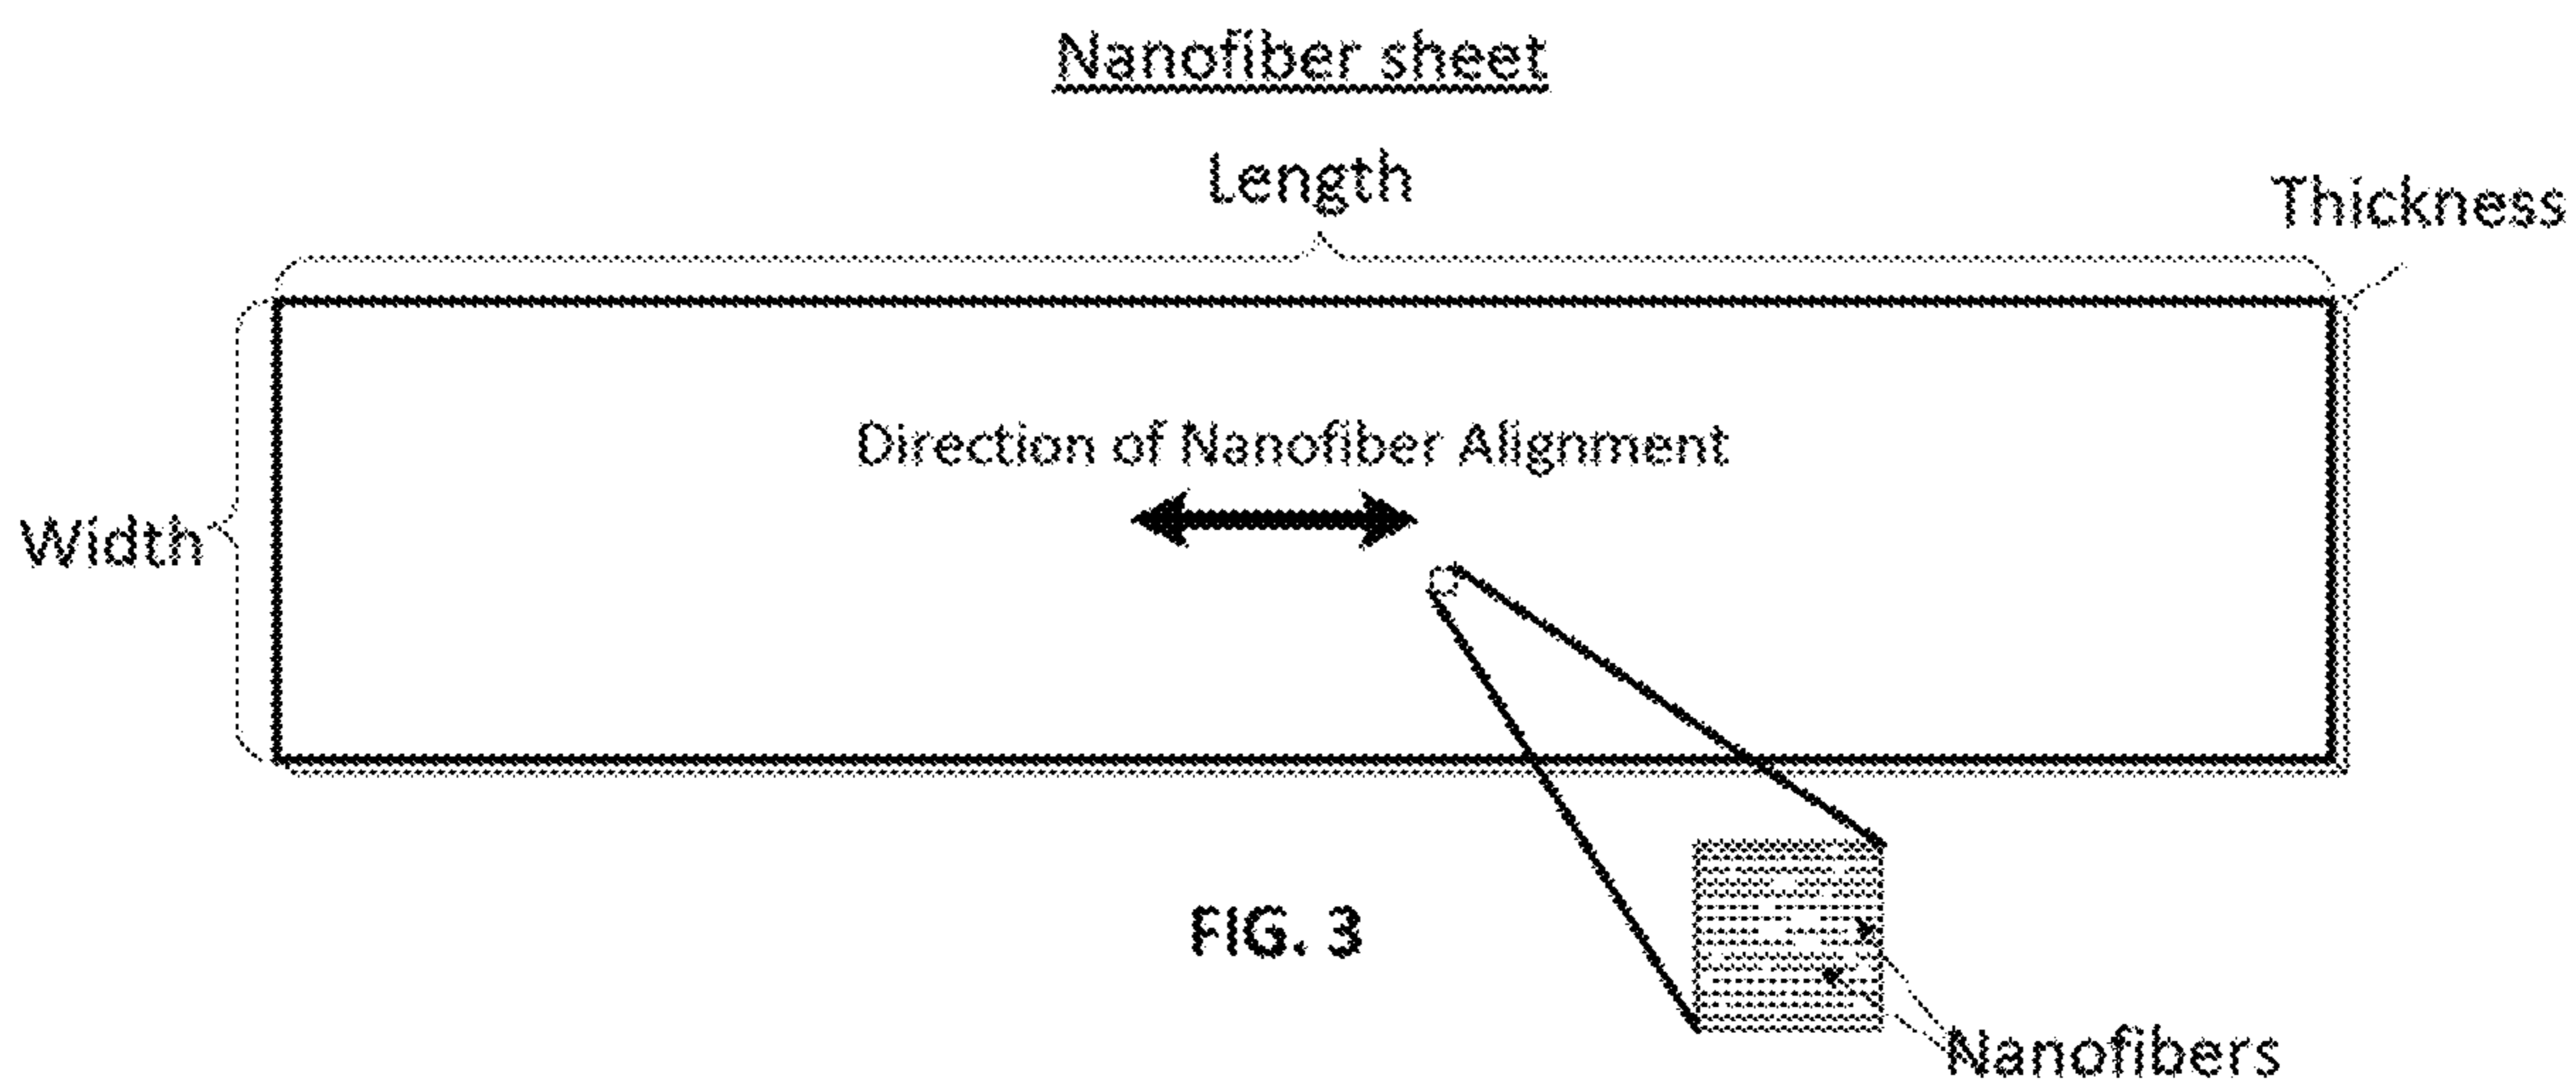 Nanofiber sheet
Length
Thickness
Direction of Nanofiber Alignment
Width
FIG. 3
Nanofibers